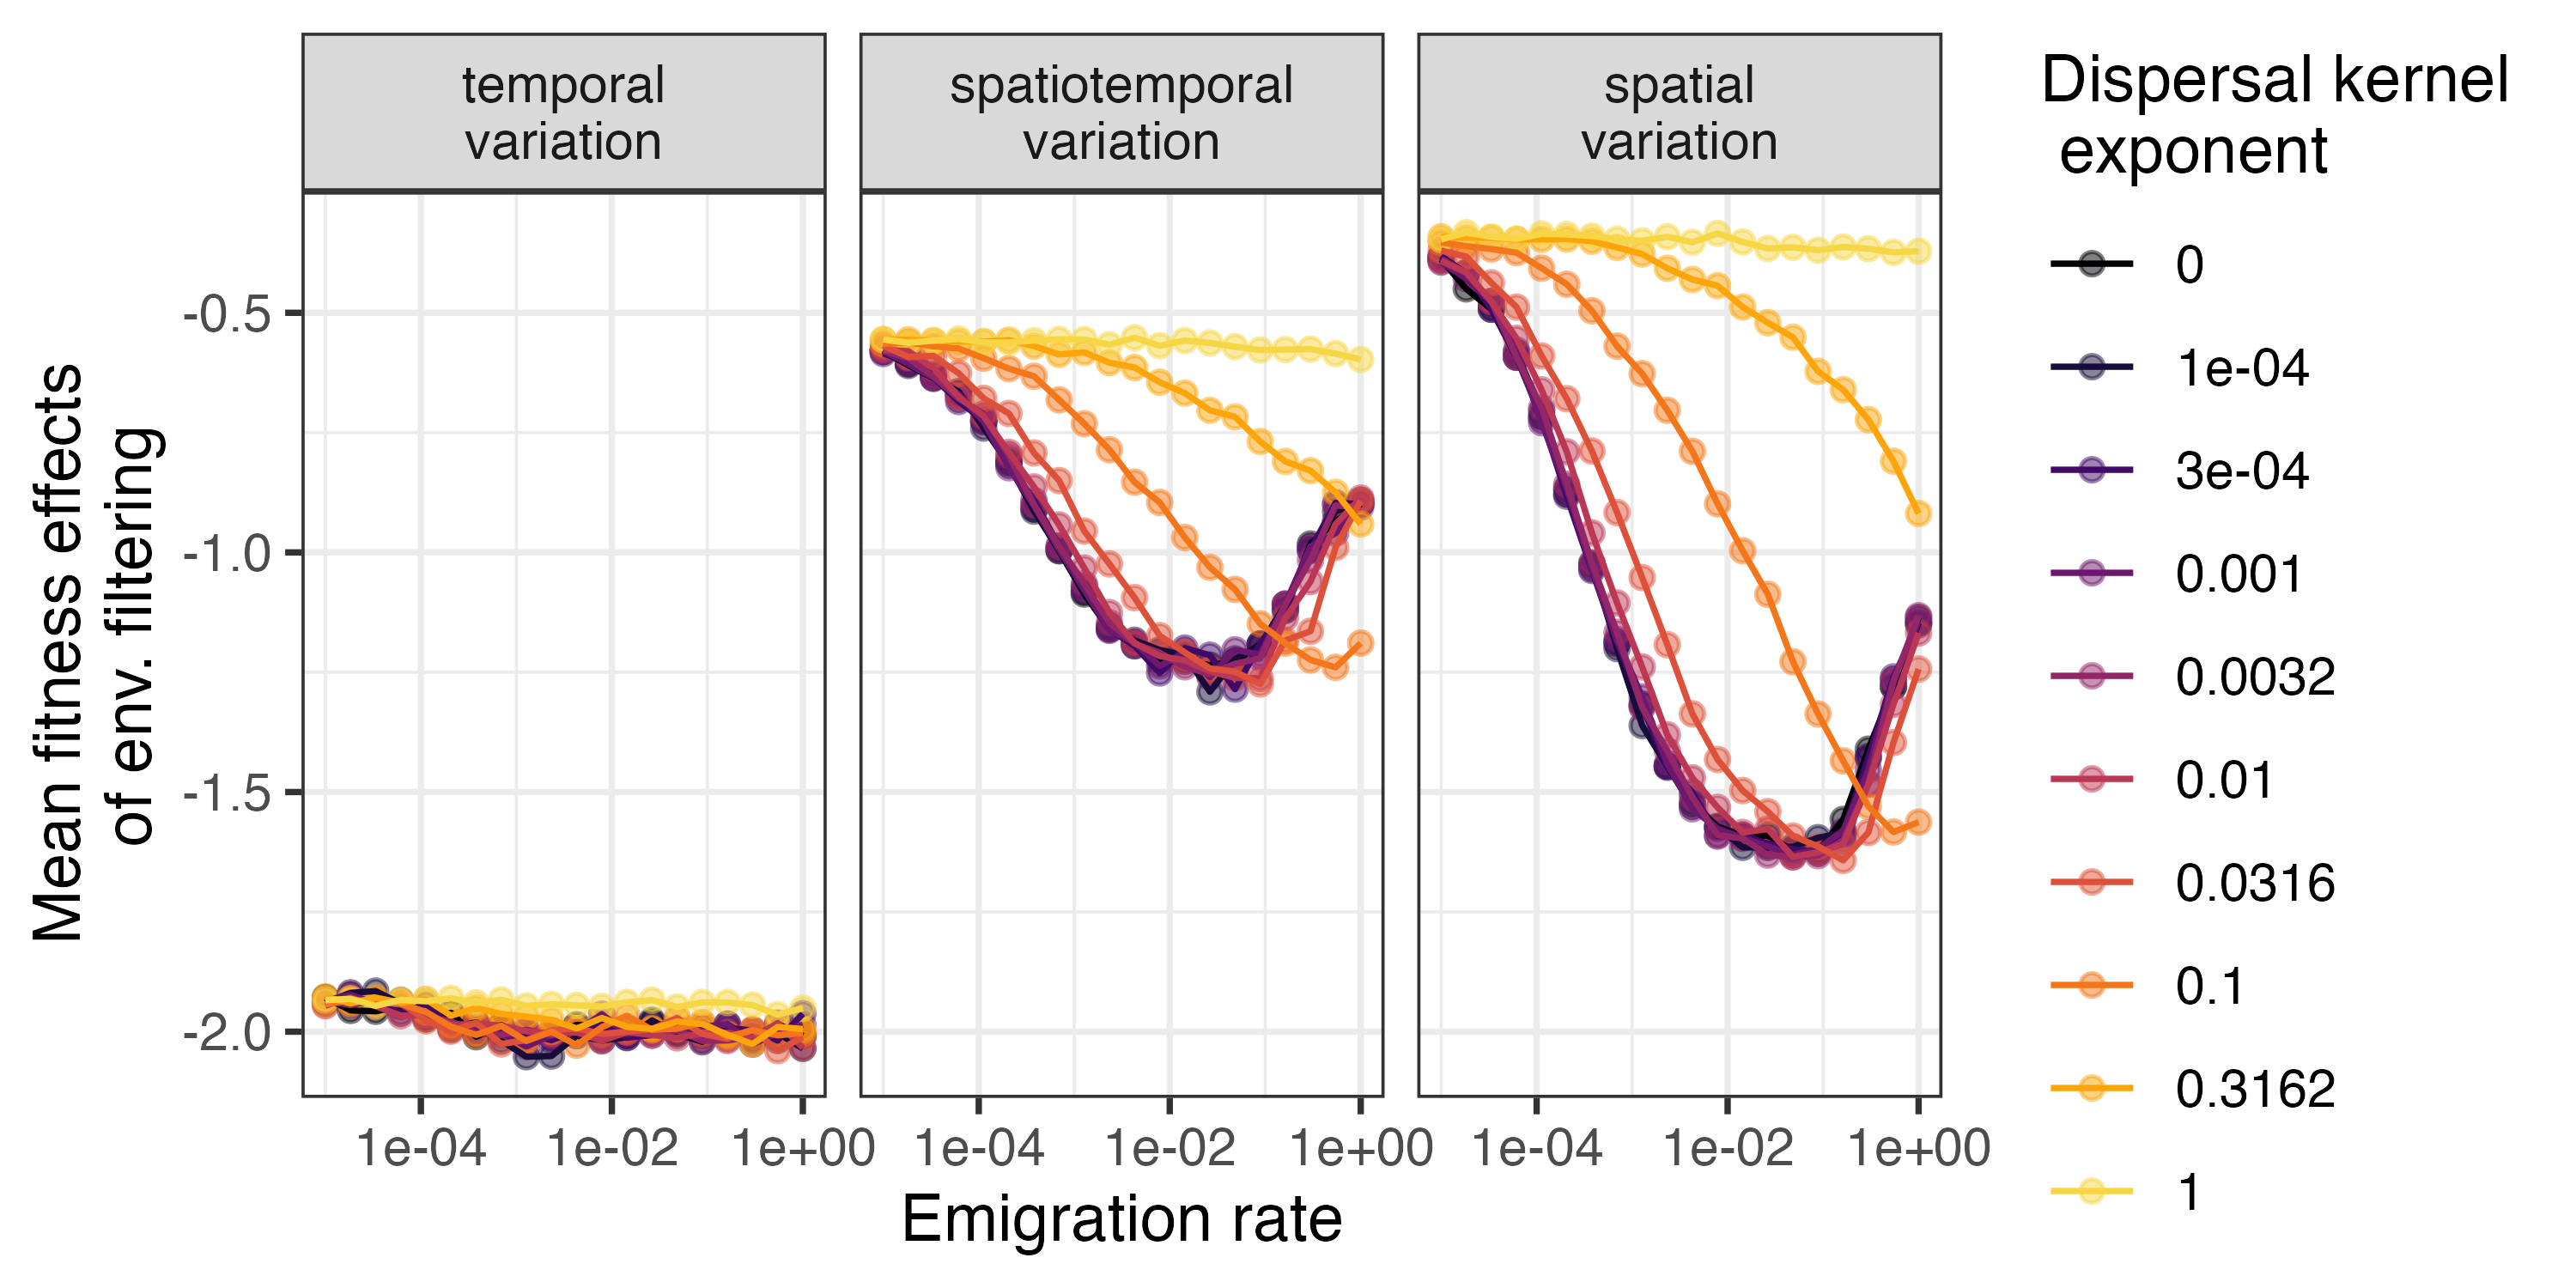 temporal
variation
spatiotemporal
variation
spatial
variation
Mean fitness effects
of env. filtering
-0.5
-1.0
-1.5
-2.0
1e-04
1e-02
1e+00
1e-04
1e-02
1e+00
1e-04
1e-02
1e+00
Emigration rate
Dispersal kernel
exponent
0
1e-04
3e-04
0.001
0.0032
0.01
0.0316
0.1
0.3162
1